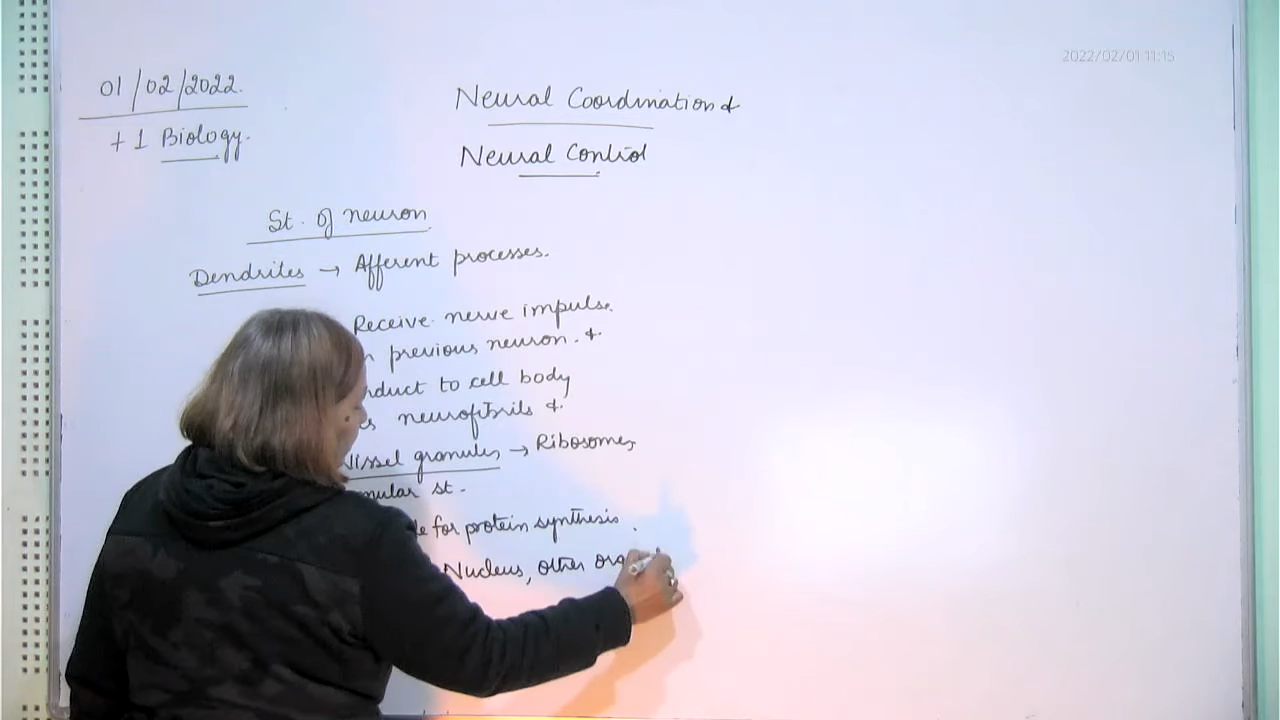 2022/02/01 11:15
01/02/2022.
+1 Biology.
Neural Coordination &
Neural Control
St. of neuron
Dendrites → Afferent processes.
Receive nerve impulse
previous neuron. &
to cell body
neurofibrils &
Nissel granules → Ribosomes,
st.
for protein synthesis.
Nucleus, other